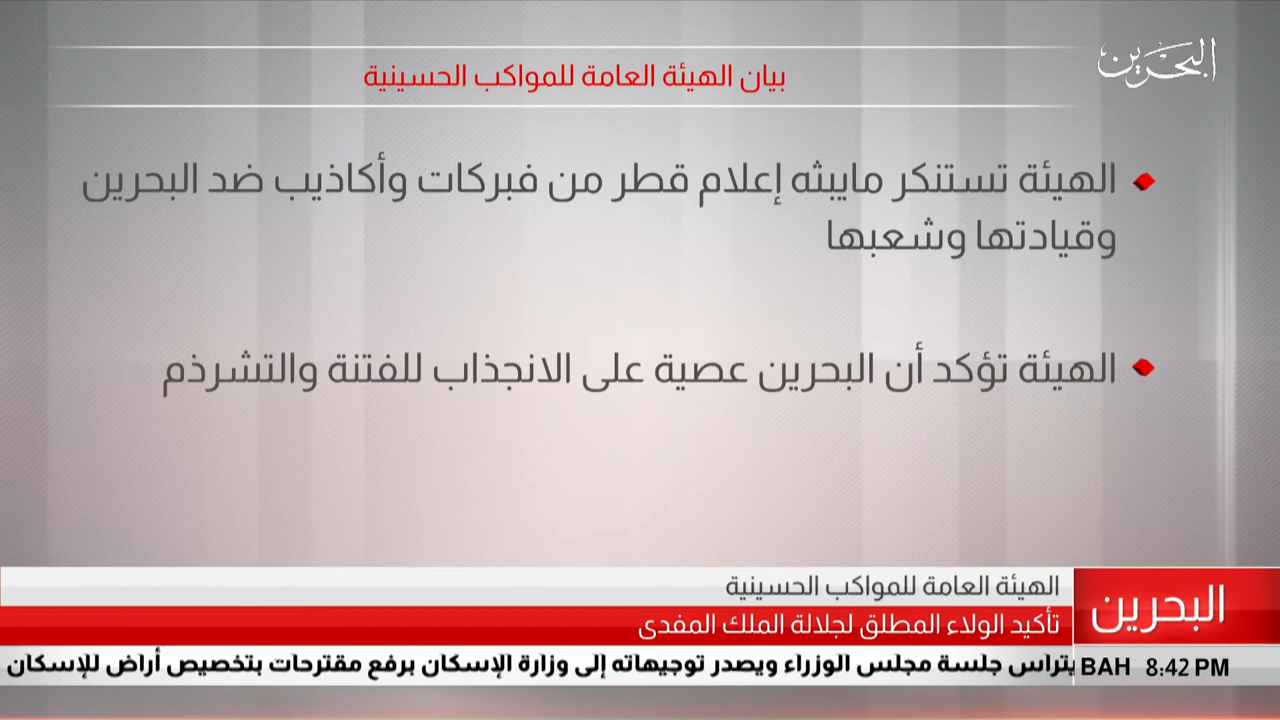 البحرين
بيان الهيئة العامة للمواكب الحسينية
الهيئة تستنكر مايبثه إعلام قطر من فبركات وأكاذيب ضد البحرين
وقيادتها وشعبها
الهيئة تؤكد أن البحرين عصية على الانجذاب للفتنة والتشرذم
الهيئة العامة للمواكب الحسينية
البحرين
تأكيد الولاء المطلق لجلالة الملك المفدى
BAH 8:42 PM
يتراس جلسة مجلس الوزراء ويصدر توجيهاته إلى وزارة الإسكان برفع مقترحات بتخصيص أراض للإسكان